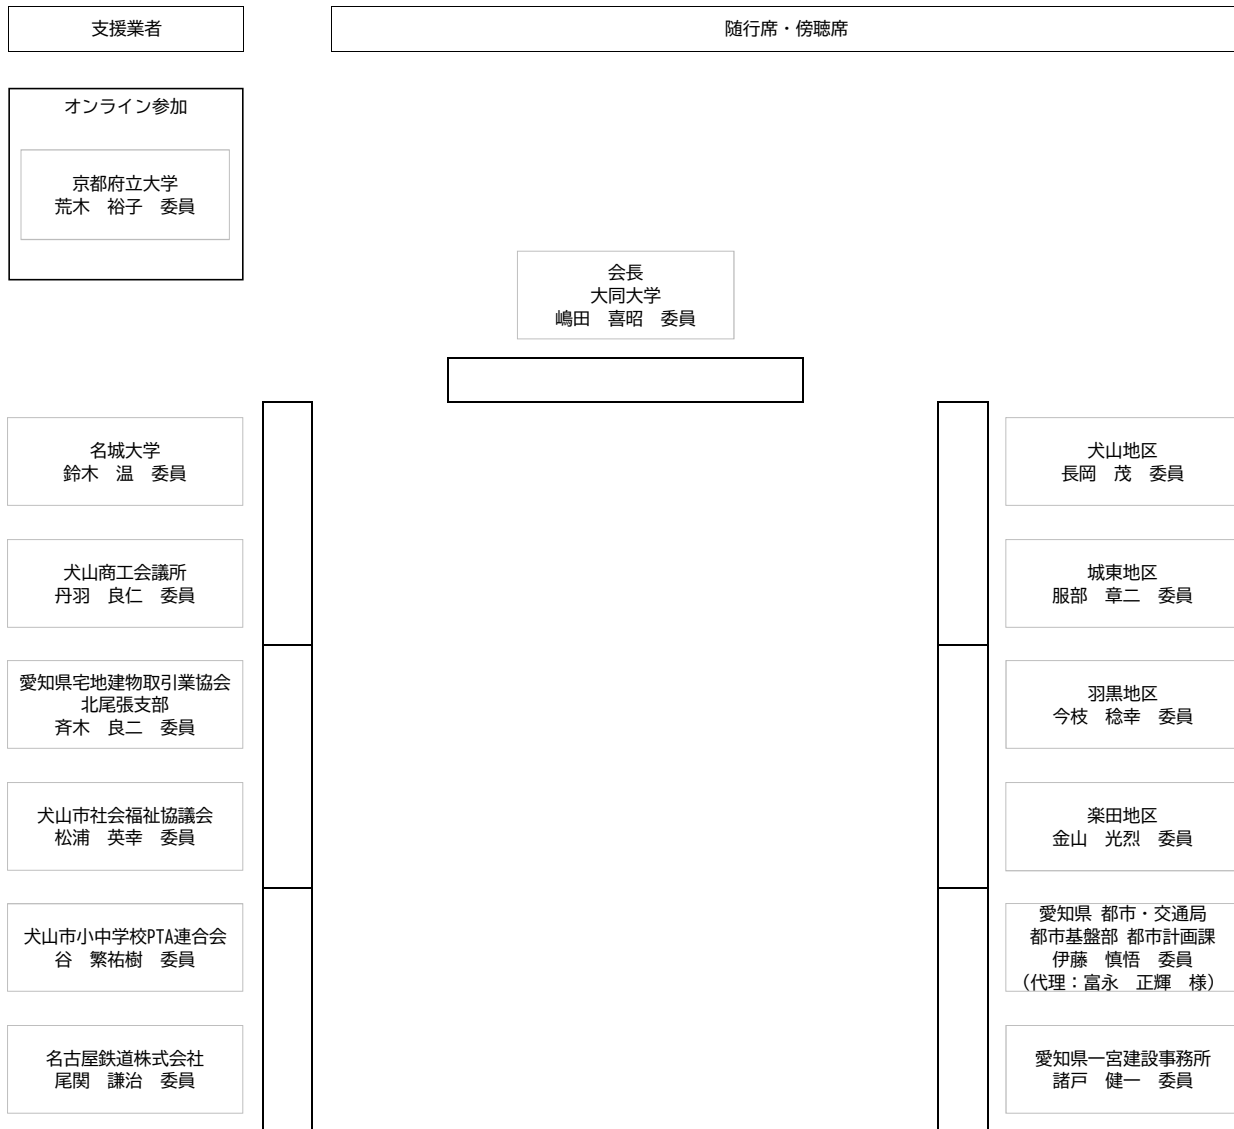 支援業者
随行席・傍聴席
オンライン参加
京都府立大学
荒木　裕子　委員
会長
大同大学
嶋田　喜昭　委員
名城大学
鈴木　温　委員
犬山商工会議所
丹羽　良仁　委員
愛知県宅地建物取引業協会
北尾張支部
斉木　良二　委員
犬山市社会福祉協議会
松浦　英幸　委員
犬山市小中学校PTA連合会
谷　繁祐樹　委員
名古屋鉄道株式会社
尾関　謙治　委員
犬山地区
長岡　茂　委員
城東地区
服部　章二　委員
羽黒地区
今枝　稔幸　委員
楽田地区
金山　光烈　委員
愛知県 都市・交通局
都市基盤部 都市計画課
伊藤　慎悟　委員
（代理：富永　正輝　様）
愛知県一宮建設事務所
諸戸　健一　委員